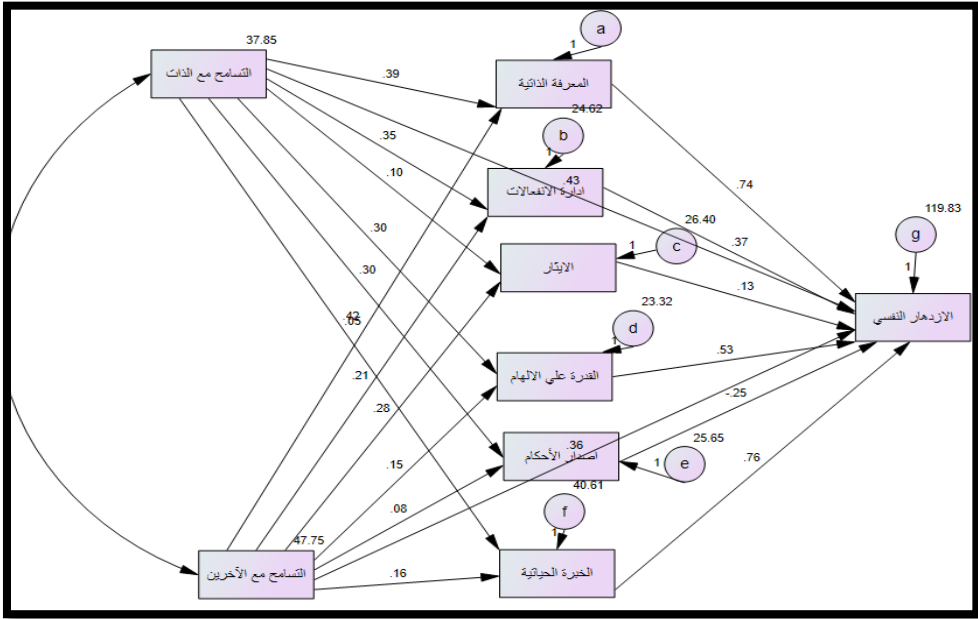 37.85
a
1
التسامح مع الذات
المعرفة الذاتية
.39
24.62
b
1
.35
.10
.43
ادارة الانفعالات
.74
26.40
119.83
g
1
.30
.37
1
c
الايثار
.13
.30
23.32
d
1
الازدهار النفسي
.42
.05
.53
القدرة علي الالهام
.21
-.25
.28
.36
25.65
اصدار الأحكام
1
e
.76
.15
40.61
.08
f
1
47.75
التسامح مع الآخرين
.16
الخبرة الحياتية